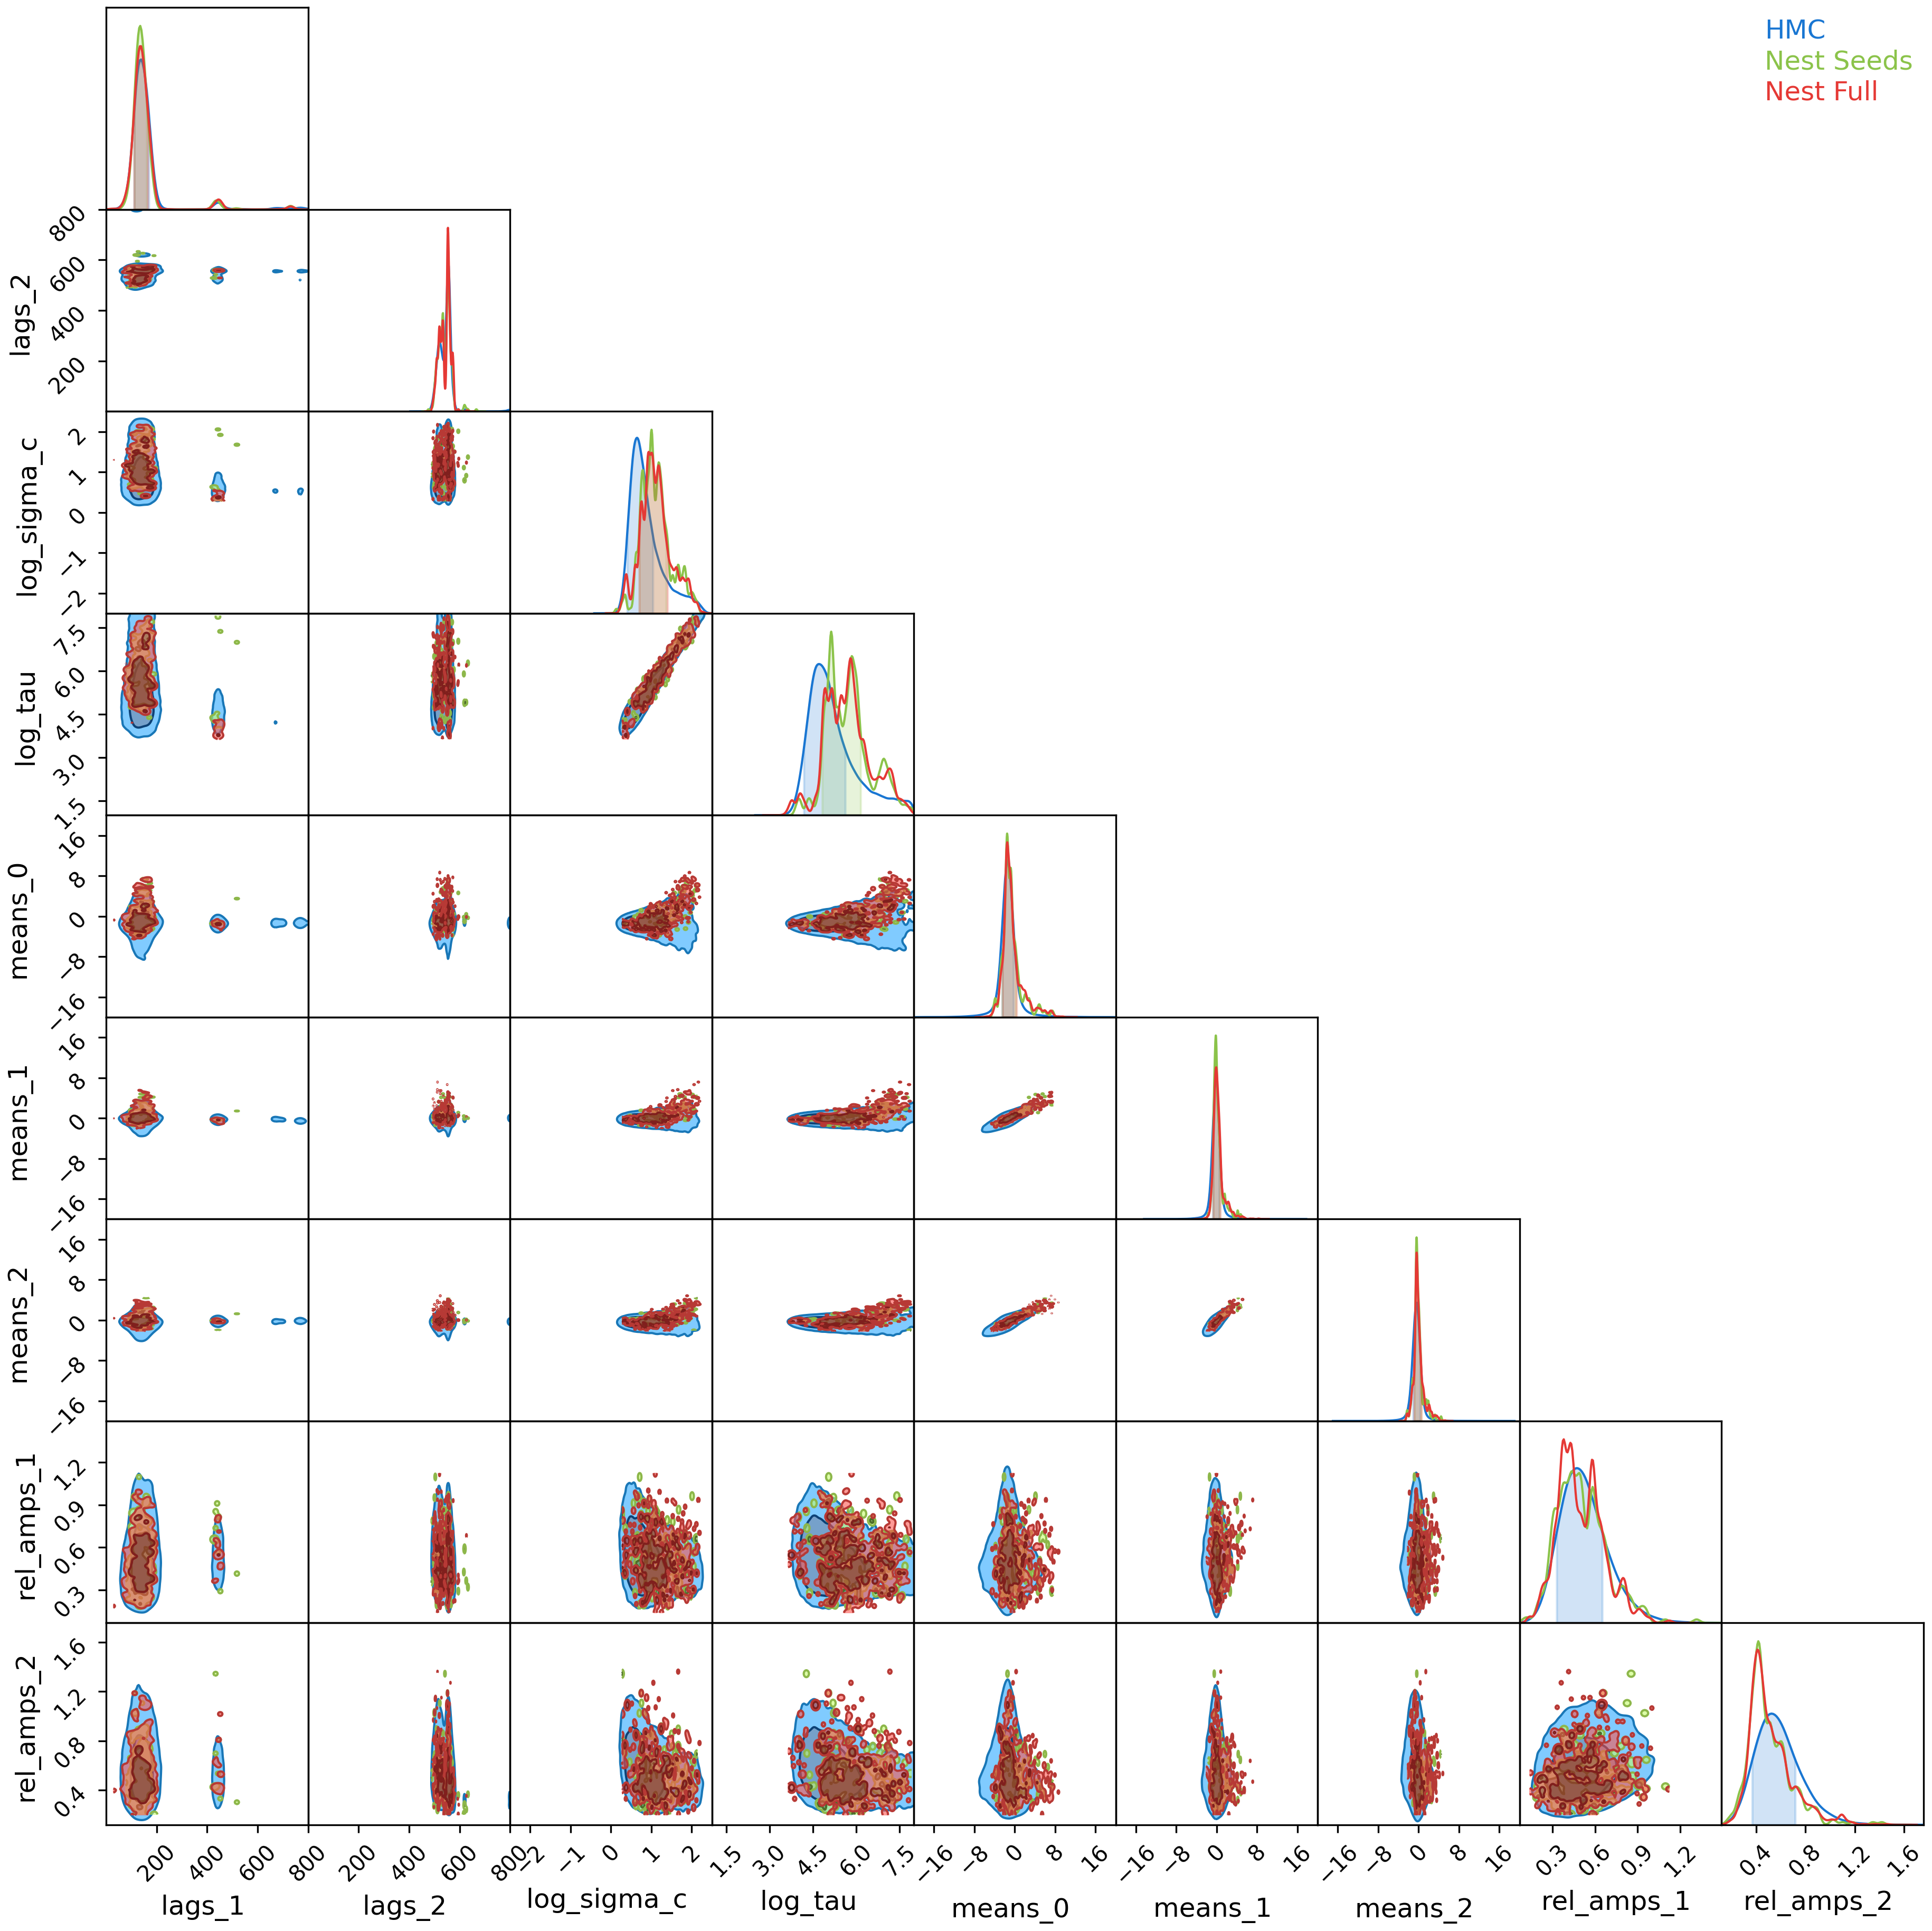 HMC
Nest Seeds
Nest Full
800
600
400
200
lags_2
2
1
0
−1
−2
log_sigma_c
7.5
6.0
4.5
3.0
1.5
log_tau
16
8
0
−8
−16
means_0
16
8
0
−8
−16
means_1
16
8
0
−8
−16
means_2
1.2
0.9
0.6
0.3
rel_amps_1
1.6
1.2
0.8
0.4
rel_amps_2
200 400 600 800 200 400 600 800 −2 −1 0 1 2 1.5 3.0 4.5 6.0 7.5 −16 −8 0 8 16 −16 −8 0 8 16 −16 −8 0 8 16 0.3 0.6 0.9 1.2 0.4 0.8 1.2 1.6
lags_1 lags_2 log_sigma_c log_tau means_0 means_1 means_2 rel_amps_1 rel_amps_2